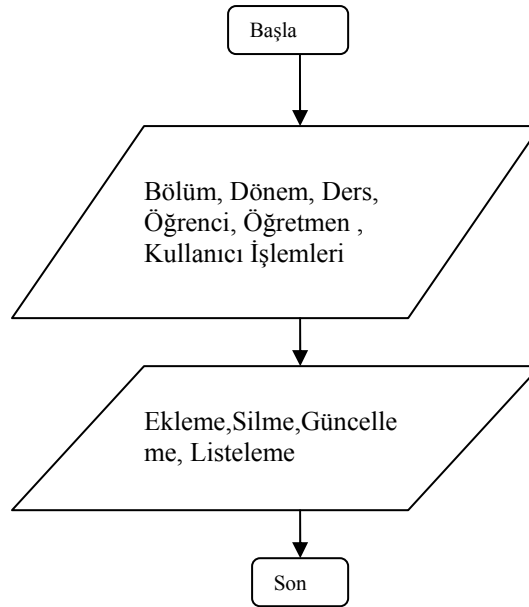 Başla
Bölüm, Dönem, Ders,
Öğrenci, Öğretmen ,
Kullanıcı İşlemleri
Ekleme,Silme,Güncelle
me, Listeleme
Son